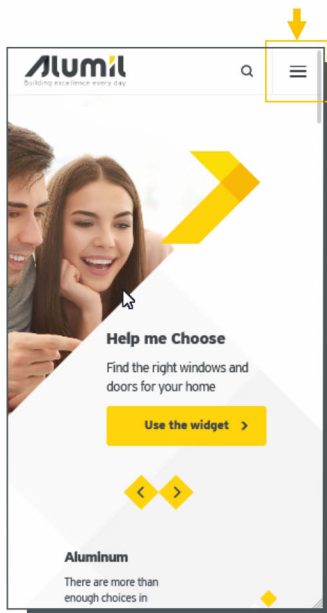 Alumil
Building excellence every day
Help me Choose
Find the right windows and
doors for your home
Use the widget
Aluminum
There are more than
enough choices in